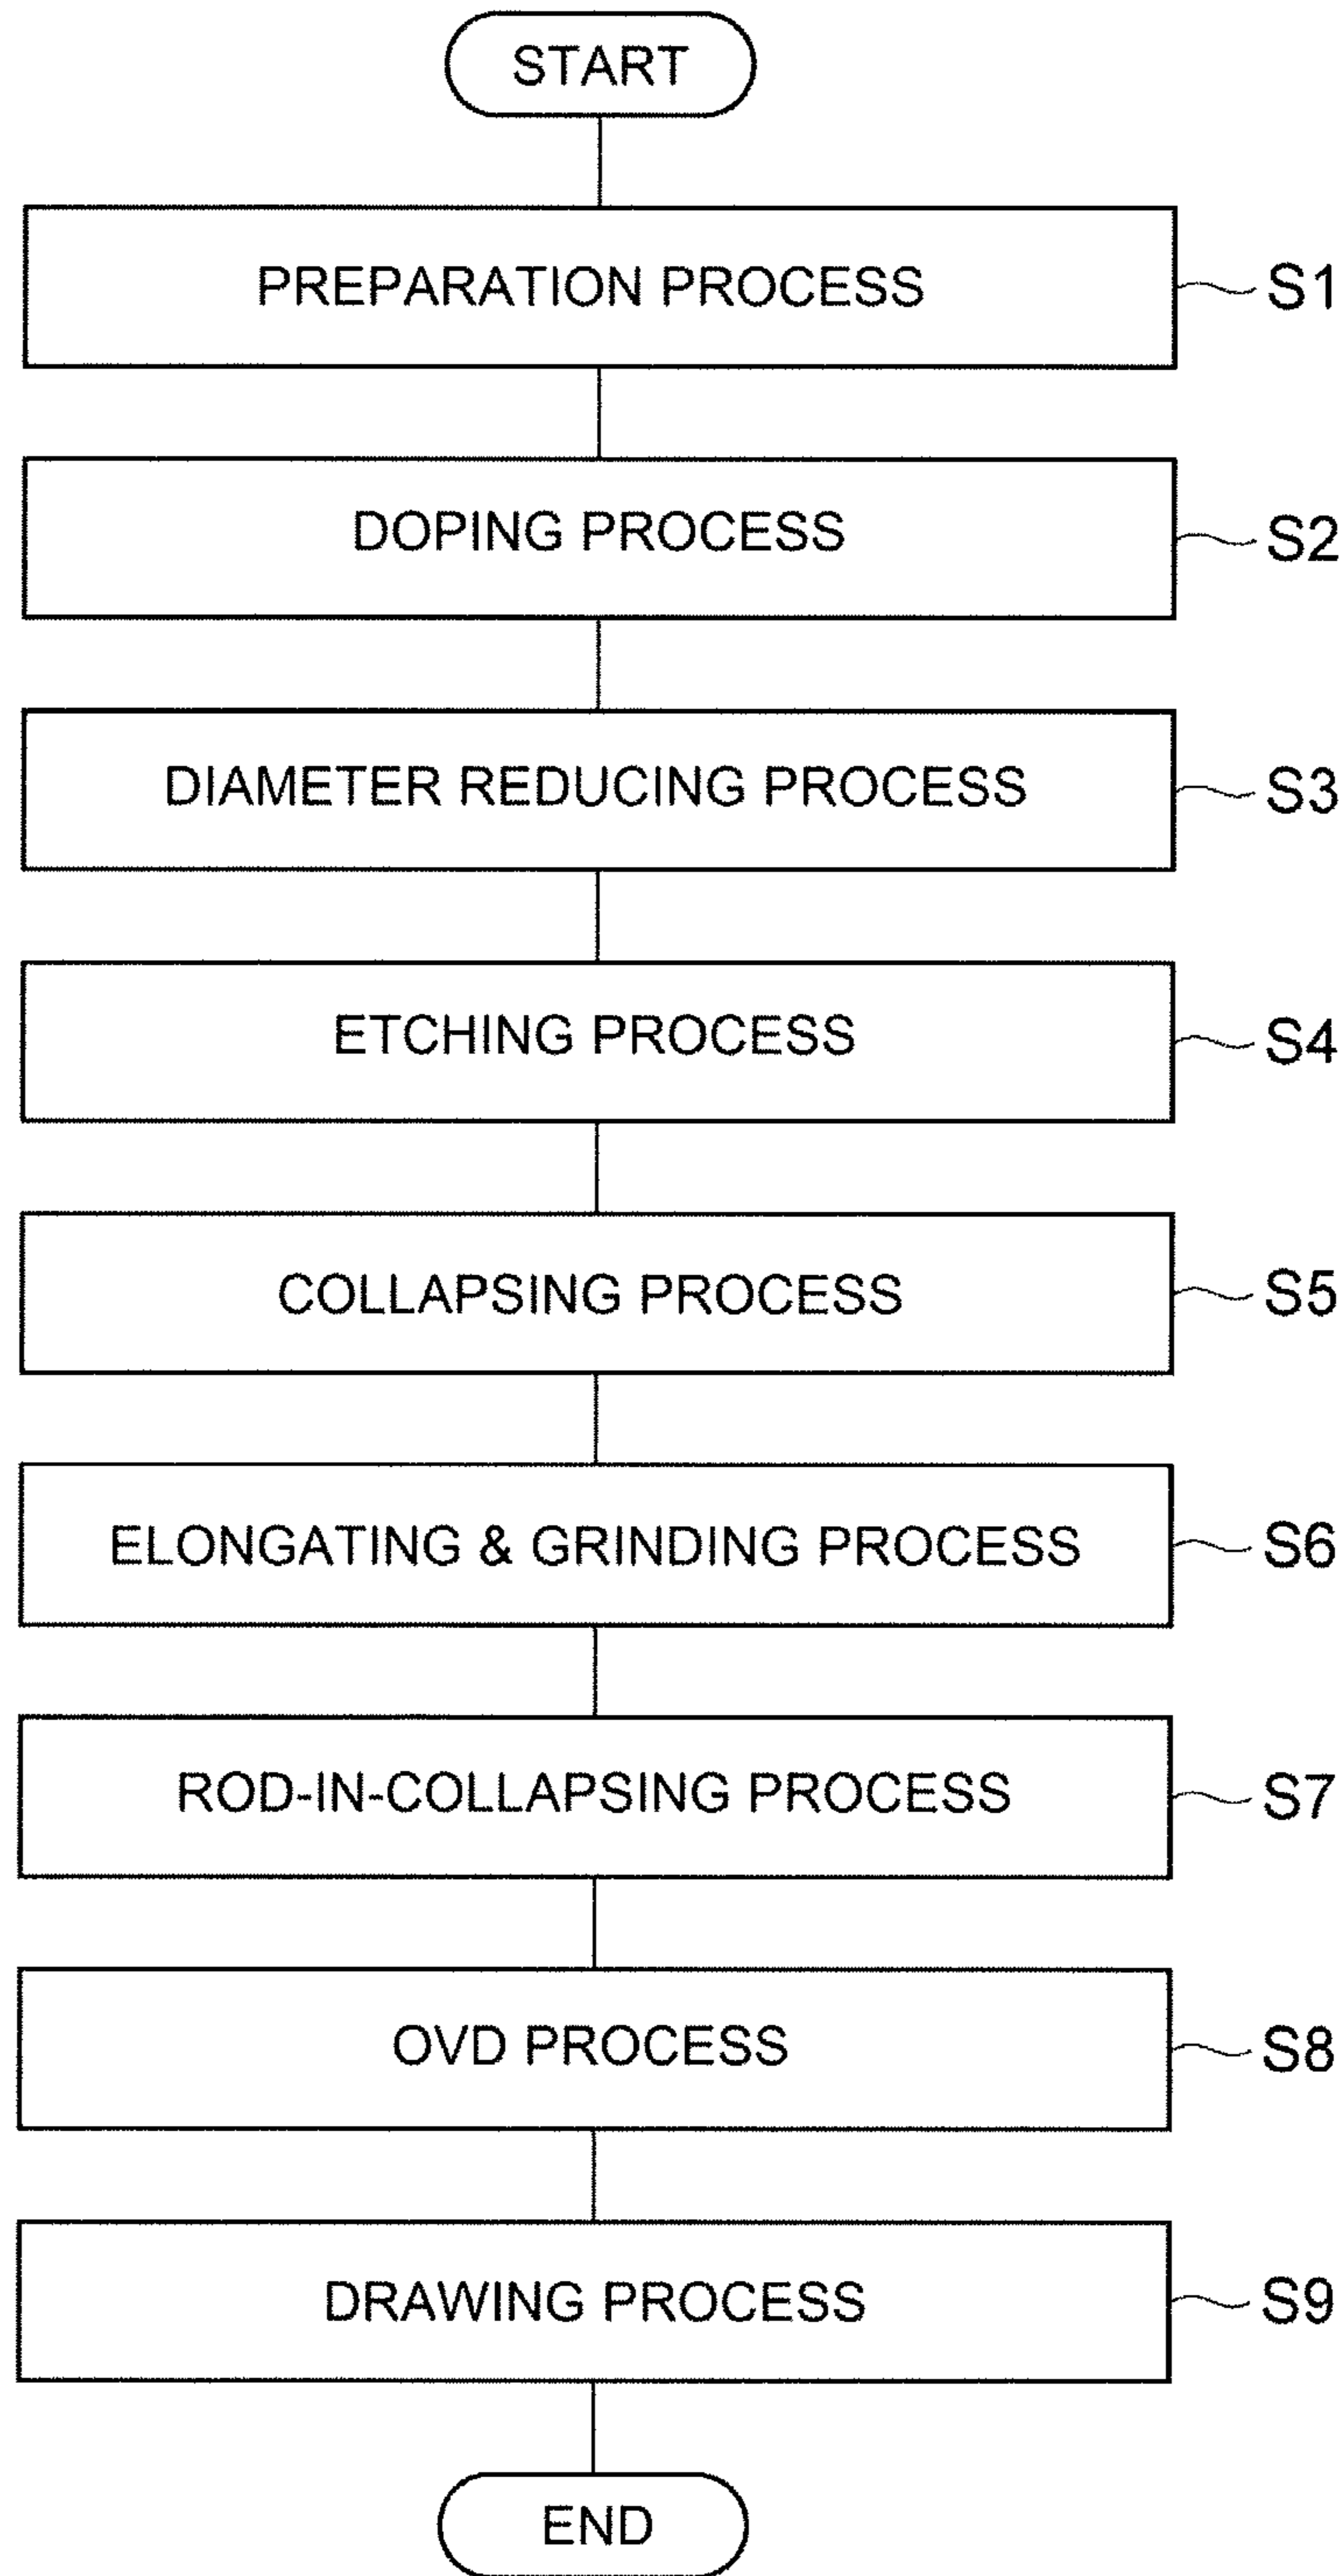 START
PREPARATION PROCESS S1
DOPING PROCESS S2
DIAMETER REDUCING PROCESS S3
ETCHING PROCESS S4
COLLAPSING PROCESS S5
ELONGATING & GRINDING PROCESS S6
ROD-IN-COLLAPSING PROCESS S7
OVD PROCESS S8
DRAWING PROCESS S9
END